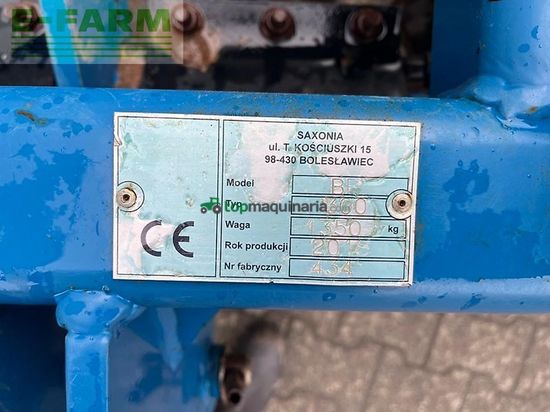 E-FARM
SAXONIA
ul. T. KOŚCIUSZKI 15
98-430 BOLESŁAWIEC
Model
Typ
topmaquinaria
Waga kg
Rok produkcji
Nr fabryczny 434
CE